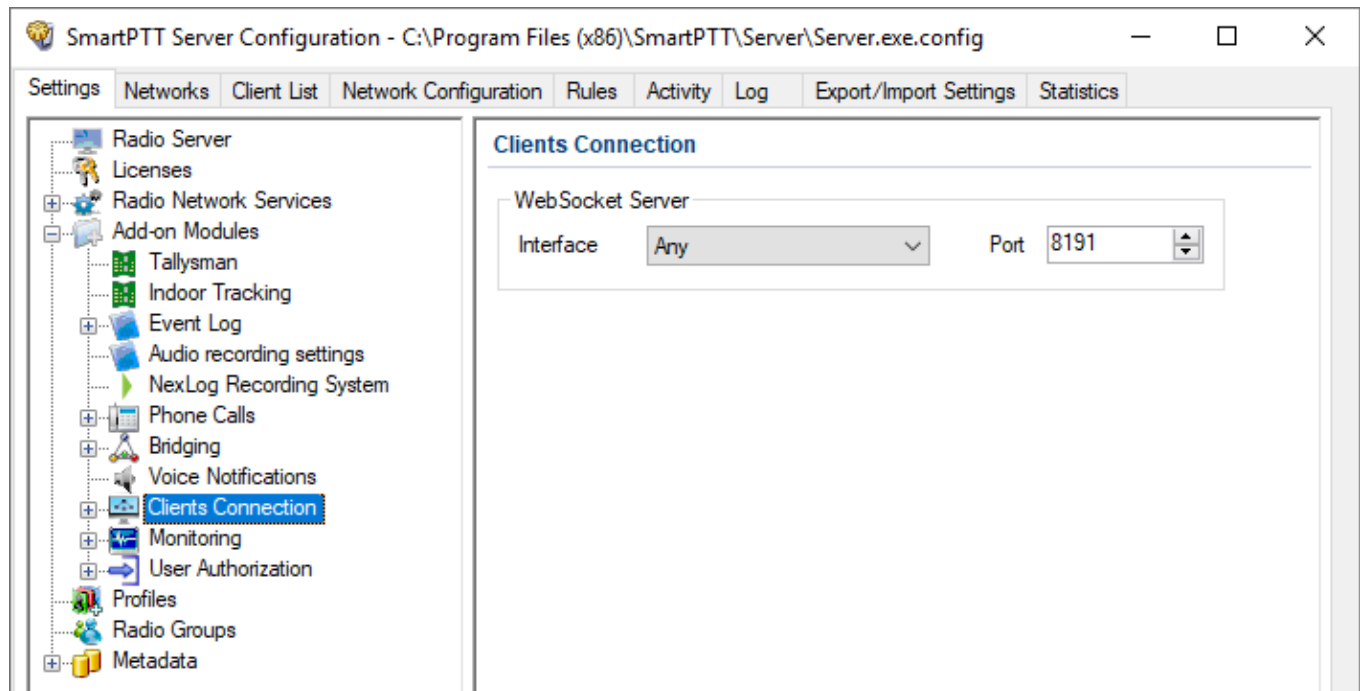 SmartPTT Server Configuration - C:\Program Files (x86)\SmartPTT\Server\Server.exe.config
Settings Networks Client List Network Configuration Rules Activity Log Export/Import Settings Statistics
Radio Server
Licenses
Radio Network Services
Add-on Modules
Tallysman
Indoor Tracking
Event Log
Audio recording settings
NexLog Recording System
Phone Calls
Bridging
Voice Notifications
Clients Connection
Monitoring
User Authorization
Profiles
Radio Groups
Metadata
Clients Connection
WebSocket Server
Interface Any Port 8191